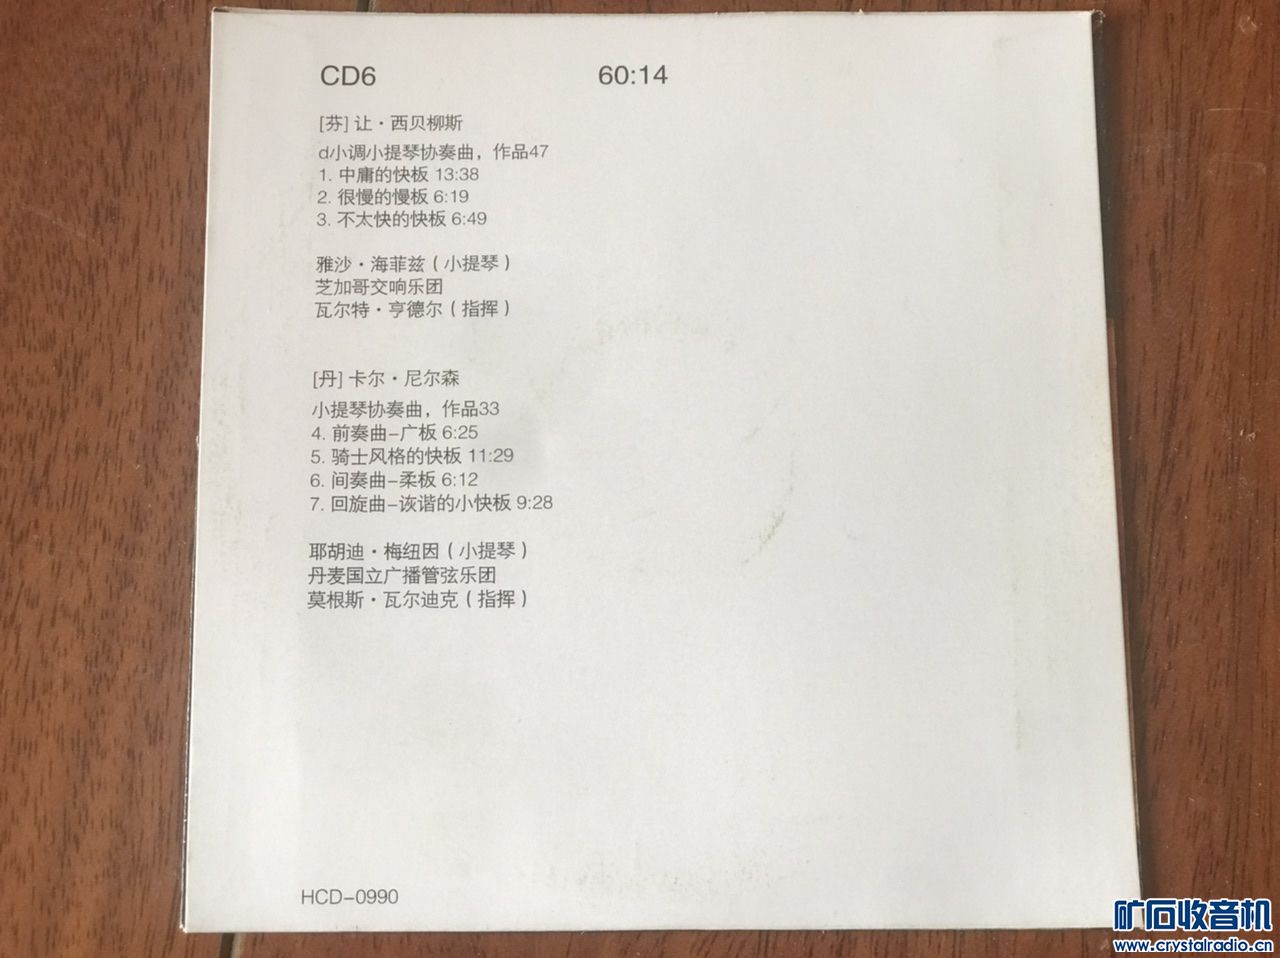 CD6 60:14
[芬] 让・西贝柳斯
d小调小提琴协奏曲，作品47
1. 中庸的快板 13:38
2. 很慢的慢板 6:19
3. 不太快的快板 6:49
雅沙・海菲兹（小提琴）
芝加哥交响乐团
瓦尔特・亨德尔（指挥）
[丹] 卡尔・尼尔森
小提琴协奏曲，作品33
4. 前奏曲–广板 6:25
5. 骑士风格的快板 11:29
6. 间奏曲–柔板 6:12
7. 回旋曲–诙谐的小快板 9:28
耶胡迪・梅纽因（小提琴）
丹麦国立广播管弦乐团
莫根斯・瓦尔迪克（指挥）
HCD–0990
矿石收音机
www.crystalradio.cn